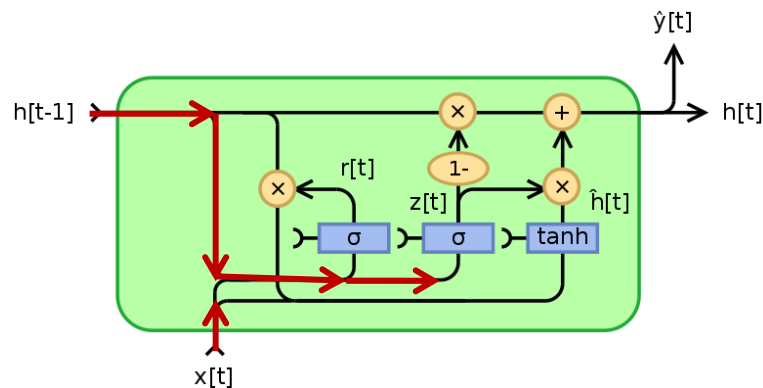 ŷ[t]
h[t-1]
×
+
h[t]
1-
r[t]
×
×
z[t]
ĥ[t]
σ
σ
tanh
x[t]